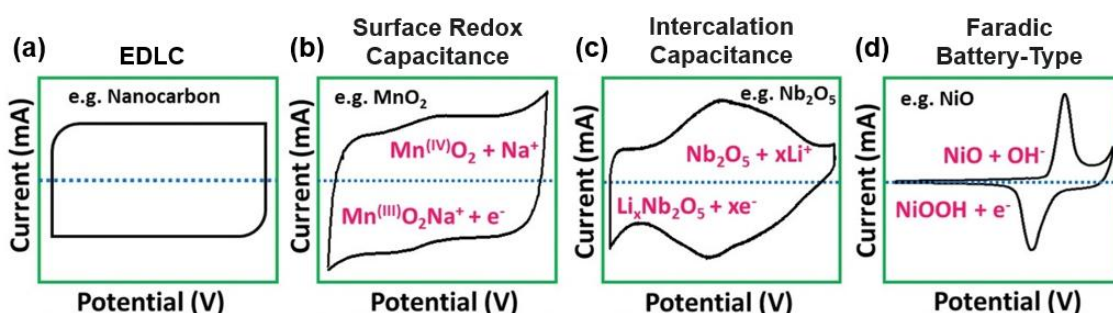 (a)
EDLC
Current (mA)
e.g. Nanocarbon
Potential (V)
(b)
Surface Redox
Capacitance
Current (mA)
e.g. MnO₂
Mn⁽ᴵⱽ⁾O₂ + Na⁺
Mn⁽ᴵᴵᴵ⁾O₂Na⁺ + e⁻
Potential (V)
(c)
Intercalation
Capacitance
Current (mA)
e.g. Nb₂O₅
Nb₂O₅ + xLi⁺
LiₓNb₂O₅ + xe⁻
Potential (V)
(d)
Faradic
Battery-Type
Current (mA)
e.g. NiO
NiO + OH⁻
NiOOH + e⁻
Potential (V)